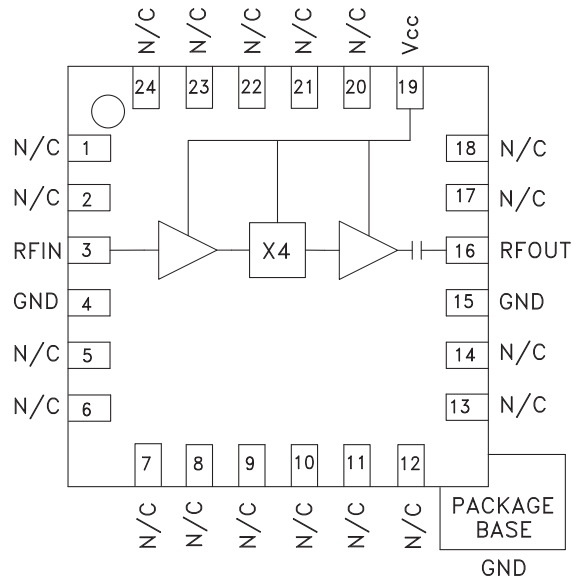 N/C N/C N/C N/C N/C Vcc
24 23 22 21 20 19
N/C 1
18 N/C
N/C 2
17 N/C
RFIN 3
X4
16 RFOUT
GND 4
15 GND
N/C 5
14 N/C
N/C 6
13 N/C
7 8 9 10 11 12
N/C N/C N/C N/C N/C N/C
PACKAGE
BASE
GND